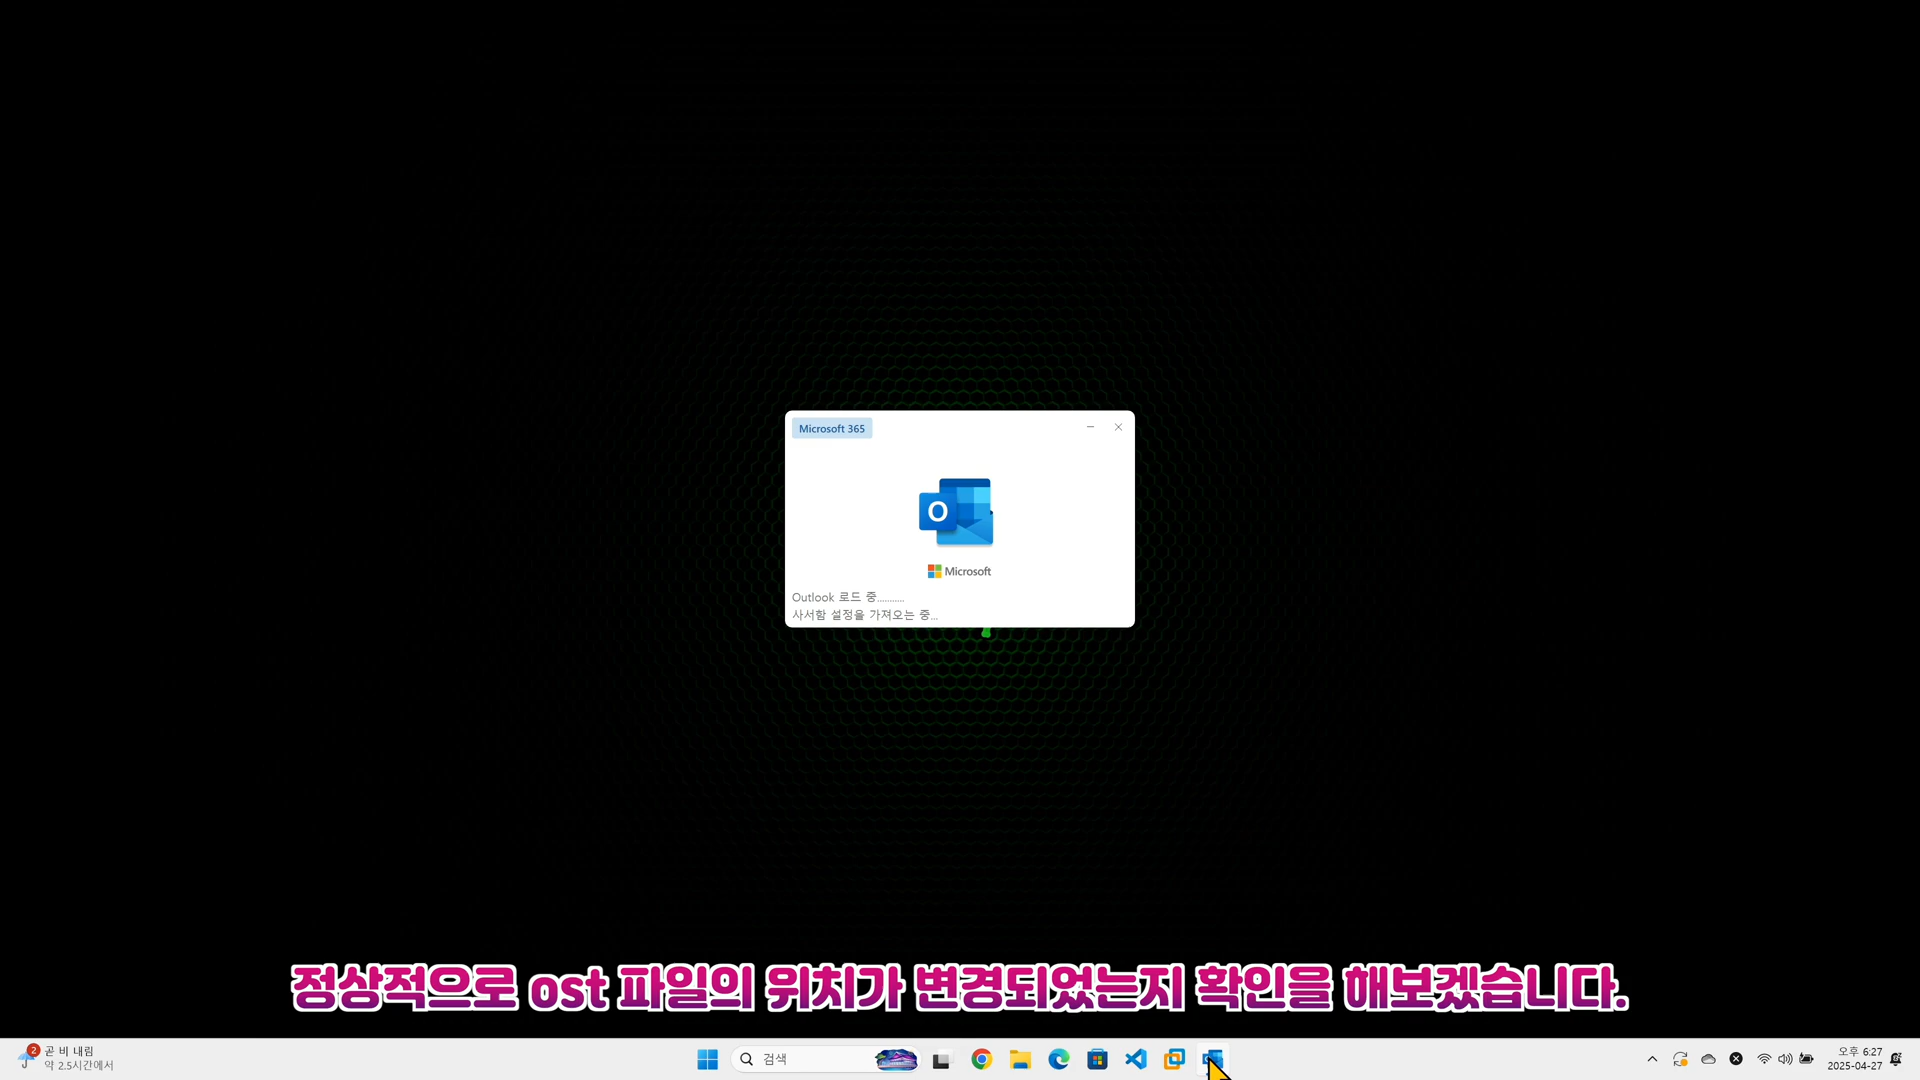 Microsoft 365
O
Microsoft
Outlook 로드 중...........
사서함 설정을 가져오는 중...
정상적으로 ost 파일의 위치가 변경되었는지 확인을 해보겠습니다.
2
곧 비 내림
약 2.5시간에서
검색
오후 6:27
2025-04-27